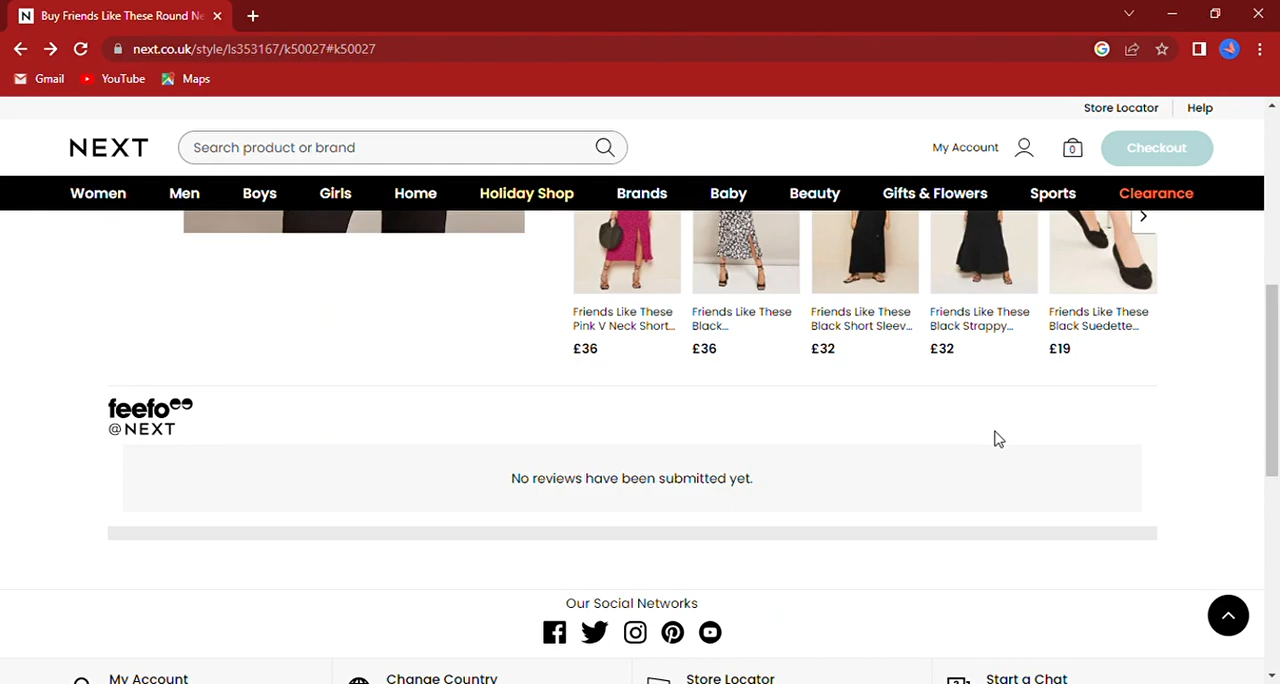 N Buy Friends Like These Round Ne
next.co.uk/style/ls353167/k50027#k50027
Gmail YouTube Maps
Store Locator Help
NEXT Search product or brand My Account 0 Checkout
Women Men Boys Girls Home Holiday Shop Brands Baby Beauty Gifts & Flowers Sports Clearance
Friends Like These Friends Like These Friends Like These Friends Like These Friends Like These
Pink V Neck Short... Black... Black Short Sleev... Black Strappy... Black Suedette...
£36 £36 £32 £32 £19
feefo
@NEXT
No reviews have been submitted yet.
Our Social Networks
My Account Change Country Store Locator Start a Chat